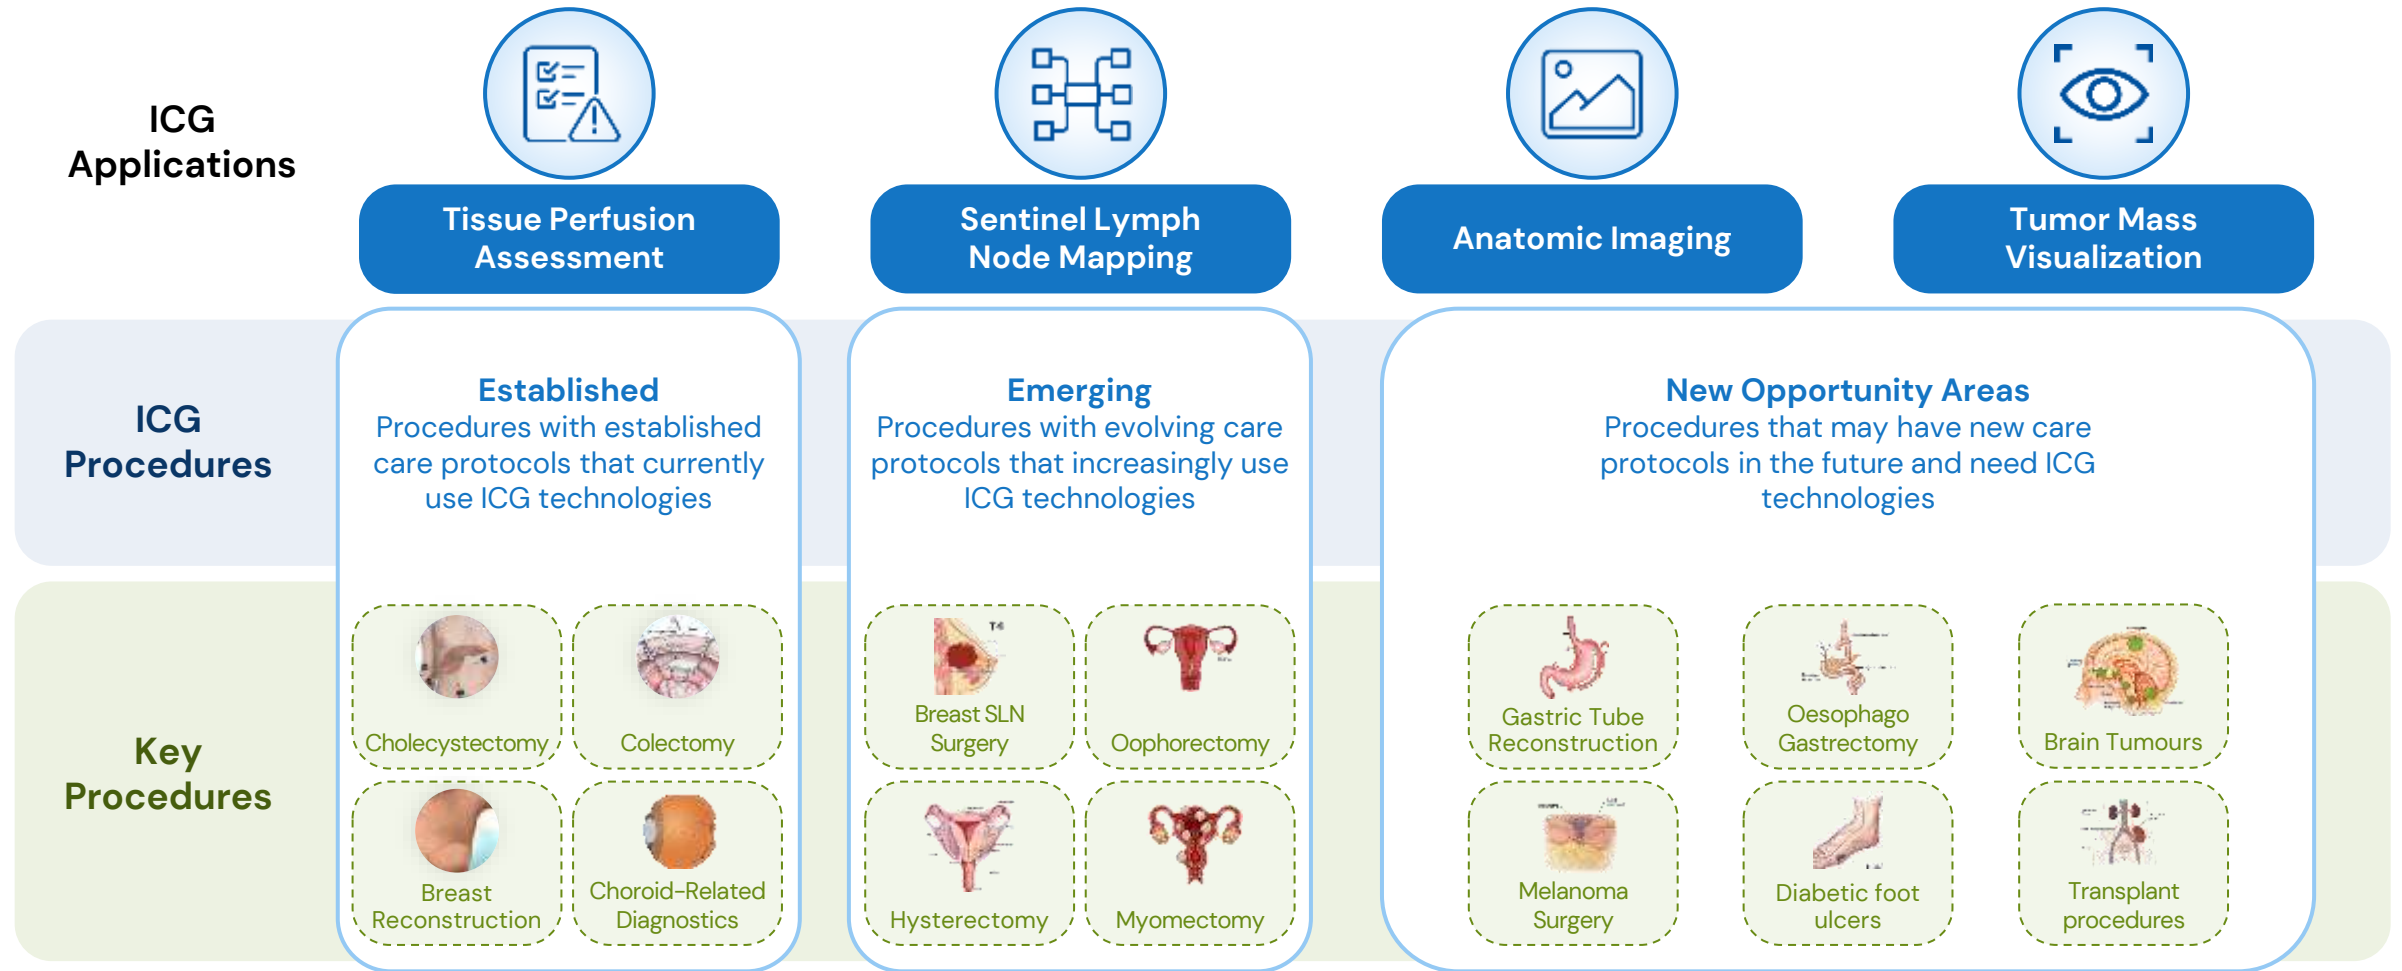 ICG
Applications
Tissue Perfusion
Assessment
Sentinel Lymph
Node Mapping
Anatomic Imaging
Tumor Mass
Visualization
ICG
Procedures
Established
Procedures with established
care protocols that currently
use ICG technologies
Emerging
Procedures with evolving care
protocols that increasingly use
ICG technologies
New Opportunity Areas
Procedures that may have new care
protocols in the future and need ICG
technologies
Key
Procedures
Cholecystectomy
Colectomy
Breast
Reconstruction
Choroid-Related
Diagnostics
Breast SLN
Surgery
Oophorectomy
Hysterectomy
Myomectomy
Gastric Tube
Reconstruction
Oesophago
Gastrectomy
Brain Tumours
Melanoma
Surgery
Diabetic foot
ulcers
Transplant
procedures